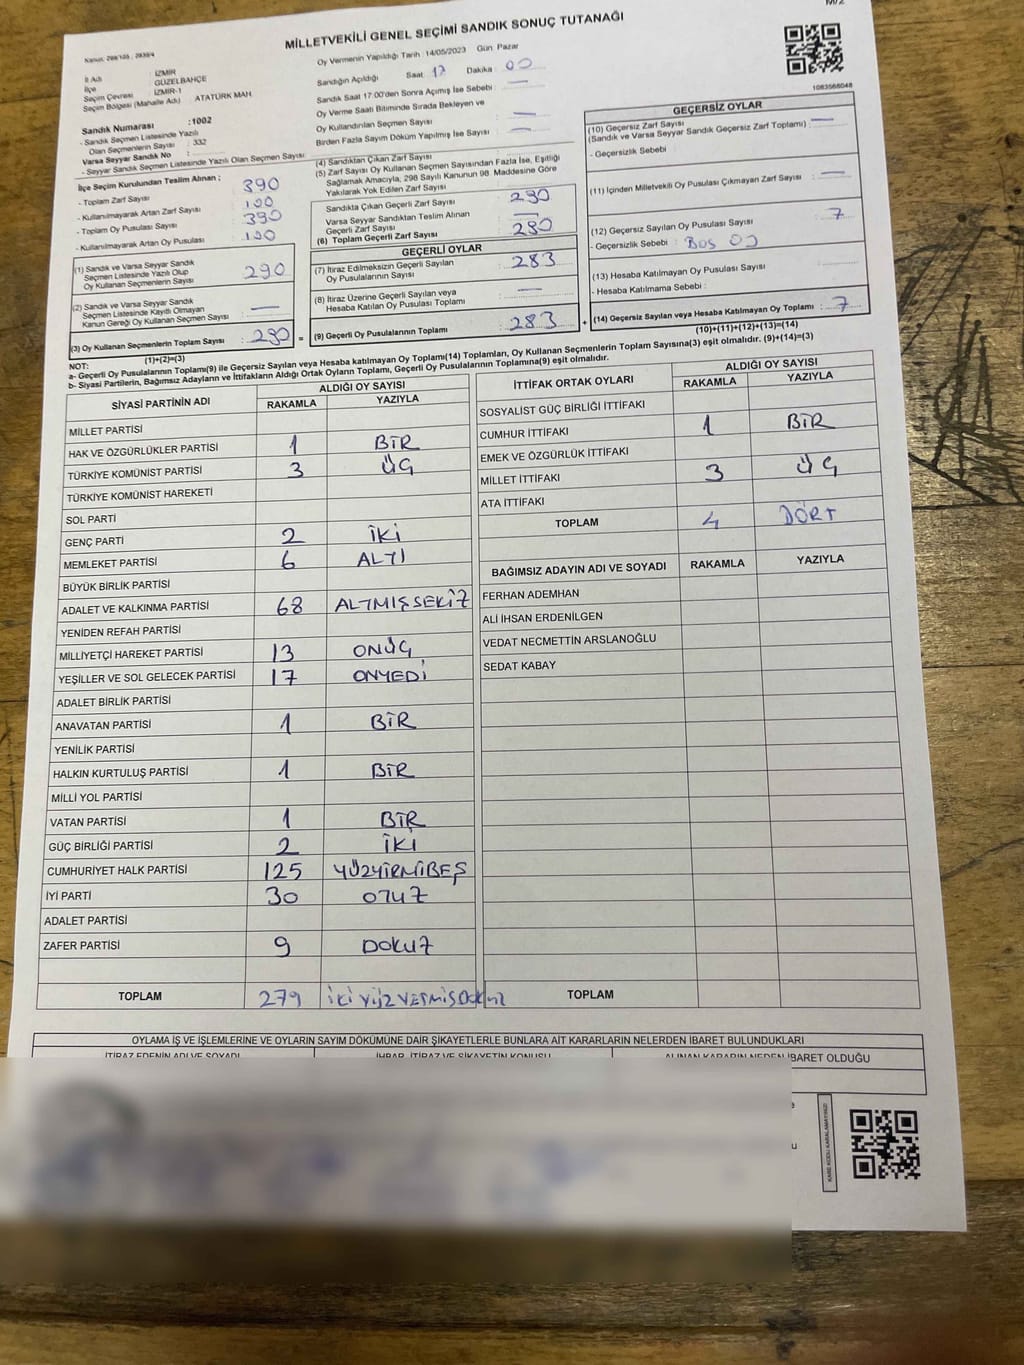 M/2
MİLLETVEKİLİ GENEL SEÇİMİ SANDIK SONUÇ TUTANAĞI
Oy Vermenin Yapıldığı Tarih : 14/05/2023 Gün Pazar
İl Adı : İZMİR
İlçe : GÜZELBAHÇE
Seçim Çevresi : İZMİR-1
Seçim Bölgesi (Mahalle Adı) : ATATÜRK MAH.
Sandığın Açıldığı Saat 17 Dakika : 00
Sandık Saat 17:00'den Sonra Açılmış İse Sebebi : —
Oy Verme Saati Bitiminde Sırada Bekleyen ve
Oy Kullandırılan Seçmen Sayısı : —
Birden Fazla Sayım Döküm Yapılmış İse Sayısı : —
1083568048
Sandık Numarası : 1002
- Sandık Seçmen Listesinde Yazılı
Olan Seçmenlerin Sayısı : 332
Varsa Seyyar Sandık No :
- Seyyar Sandık Seçmen Listesinde Yazılı Olan Seçmen Sayısı
İlçe Seçim Kurulundan Teslim Alınan ;
- Toplam Zarf Sayısı : 390
- Kullanılmayarak Artan Zarf Sayısı : 100
- Toplam Oy Pusulası Sayısı : 390
- Kullanılmayarak Artan Oy Pusulası : 100
(1) Sandık ve Varsa Seyyar Sandık
Seçmen Listesinde Yazılı Olup
Oy Kullanan Seçmenlerin Sayısı : 290
(2) Sandık ve Varsa Seyyar Sandık
Seçmen Listesinde Kayıtlı Olmayan
Kanun Gereği Oy Kullanan Seçmen Sayısı : —
(3) Oy Kullanan Seçmenlerin Toplam Sayısı : 290
(1)+(2)=(3)
(4) Sandıktan Çıkan Zarf Sayısı :
(5) Zarf Sayısı Oy Kullanan Seçmen Sayısından Fazla İse, Eşitliği
Sağlamak Amacıyla, 298 Sayılı Kanunun 98. Maddesine Göre
Yakılarak Yok Edilen Zarf Sayısı :
Sandıkta Çıkan Geçerli Zarf Sayısı : 290
Varsa Seyyar Sandıktan Teslim Alınan
Geçerli Zarf Sayısı : —
(6) Toplam Geçerli Zarf Sayısı : 290
GEÇERLİ OYLAR
(7) İtiraz Edilmeksizin Geçerli Sayılan
Oy Pusulalarının Sayısı : 283
(8) İtiraz Üzerine Geçerli Sayılan veya
Hesaba Katılan Oy Pusulası Toplamı : —
(9) Geçerli Oy Pusulalarının Toplamı : 283
GEÇERSİZ OYLAR
(10) Geçersiz Zarf Sayısı
(Sandık ve Varsa Seyyar Sandık Geçersiz Zarf Toplamı) : —
- Geçersizlik Sebebi :
(11) İçinden Milletvekili Oy Pusulası Çıkmayan Zarf Sayısı : —
(12) Geçersiz Sayılan Oy Pusulası Sayısı : 7
- Geçersizlik Sebebi : BOŞ OY
(13) Hesaba Katılmayan Oy Pusulası Sayısı :
- Hesaba Katılmama Sebebi :
(14) Geçersiz Sayılan veya Hesaba Katılmayan Oy Toplamı : 7
(10)+(11)+(12)+(13)=(14)
NOT:
a- Geçerli Oy Pusulalarının Toplamı(9) ile Geçersiz Sayılan veya Hesaba katılmayan Oy Toplamı(14) Toplamları, Oy Kullanan Seçmenlerin Toplam Sayısına(3) eşit olmalıdır. (9)+(14)=(3)
b- Siyasi Partilerin, Bağımsız Adayların ve İttifakların Aldığı Ortak Oyların Toplamı, Geçerli Oy Pusulalarının Toplamına(9) eşit olmalıdır.
SİYASİ PARTİNİN ADI ALDIĞI OY SAYISI
RAKAMLA YAZIYLA
MİLLET PARTİSİ
HAK VE ÖZGÜRLÜKLER PARTİSİ 1 BİR
TÜRKİYE KOMÜNİST PARTİSİ 3 ÜÇ
TÜRKİYE KOMÜNİST HAREKETİ
SOL PARTİ
GENÇ PARTİ 2 İKİ
MEMLEKET PARTİSİ 6 ALTI
BÜYÜK BİRLİK PARTİSİ
ADALET VE KALKINMA PARTİSİ 68 ALTMIŞSEKİZ
YENİDEN REFAH PARTİSİ
MİLLİYETÇİ HAREKET PARTİSİ 13 ONÜÇ
YEŞİLLER VE SOL GELECEK PARTİSİ 17 ONYEDİ
ADALET BİRLİK PARTİSİ
ANAVATAN PARTİSİ 1 BİR
YENİLİK PARTİSİ
HALKIN KURTULUŞ PARTİSİ 1 BİR
MİLLİ YOL PARTİSİ
VATAN PARTİSİ 1 BİR
GÜÇ BİRLİĞİ PARTİSİ 2 İKİ
CUMHURİYET HALK PARTİSİ 125 YÜZYİRMİBEŞ
İYİ PARTİ 30 OTUZ
ADALET PARTİSİ
ZAFER PARTİSİ 9 DOKUZ
TOPLAM 279 İKİ YÜZ YETMİŞ DOKUZ
İTTİFAK ORTAK OYLARI ALDIĞI OY SAYISI
RAKAMLA YAZIYLA
SOSYALİST GÜÇ BİRLİĞİ İTTİFAKI
CUMHUR İTTİFAKI 1 BİR
EMEK VE ÖZGÜRLÜK İTTİFAKI
MİLLET İTTİFAKI 3 ÜÇ
ATA İTTİFAKI
TOPLAM 4 DÖRT
BAĞIMSIZ ADAYIN ADI VE SOYADI RAKAMLA YAZIYLA
FERHAN ADEMHAN
ALİ İHSAN ERDENİLGEN
VEDAT NECMETTİN ARSLANOĞLU
SEDAT KABAY
TOPLAM
OYLAMA İŞ VE İŞLEMLERİNE VE OYLARIN SAYIM DÖKÜMÜNE DAİR ŞİKAYETLERLE BUNLARA AİT KARARLARIN NELERDEN İBARET BULUNDUKLARI
İTİRAZ EDENİN ADI VE SOYADI İHBAR, İTİRAZ VE ŞİKAYETİN KONUSU ALINAN KARARIN NEDEN İBARET OLDUĞU
KARE KODU KARALAMAYINIZ!